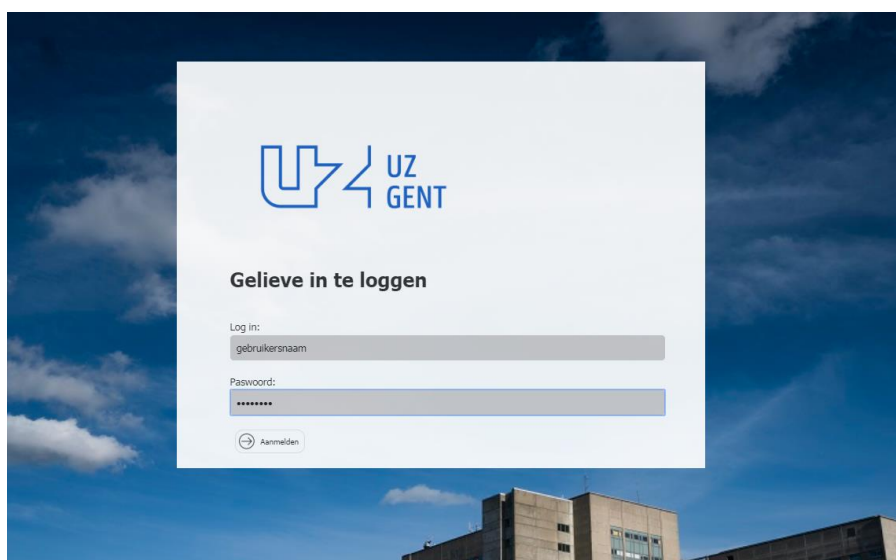 UZ
GENT
Gelieve in te loggen
Log in:
gebruikersnaam
Paswoord:
••••••••
Aanmelden